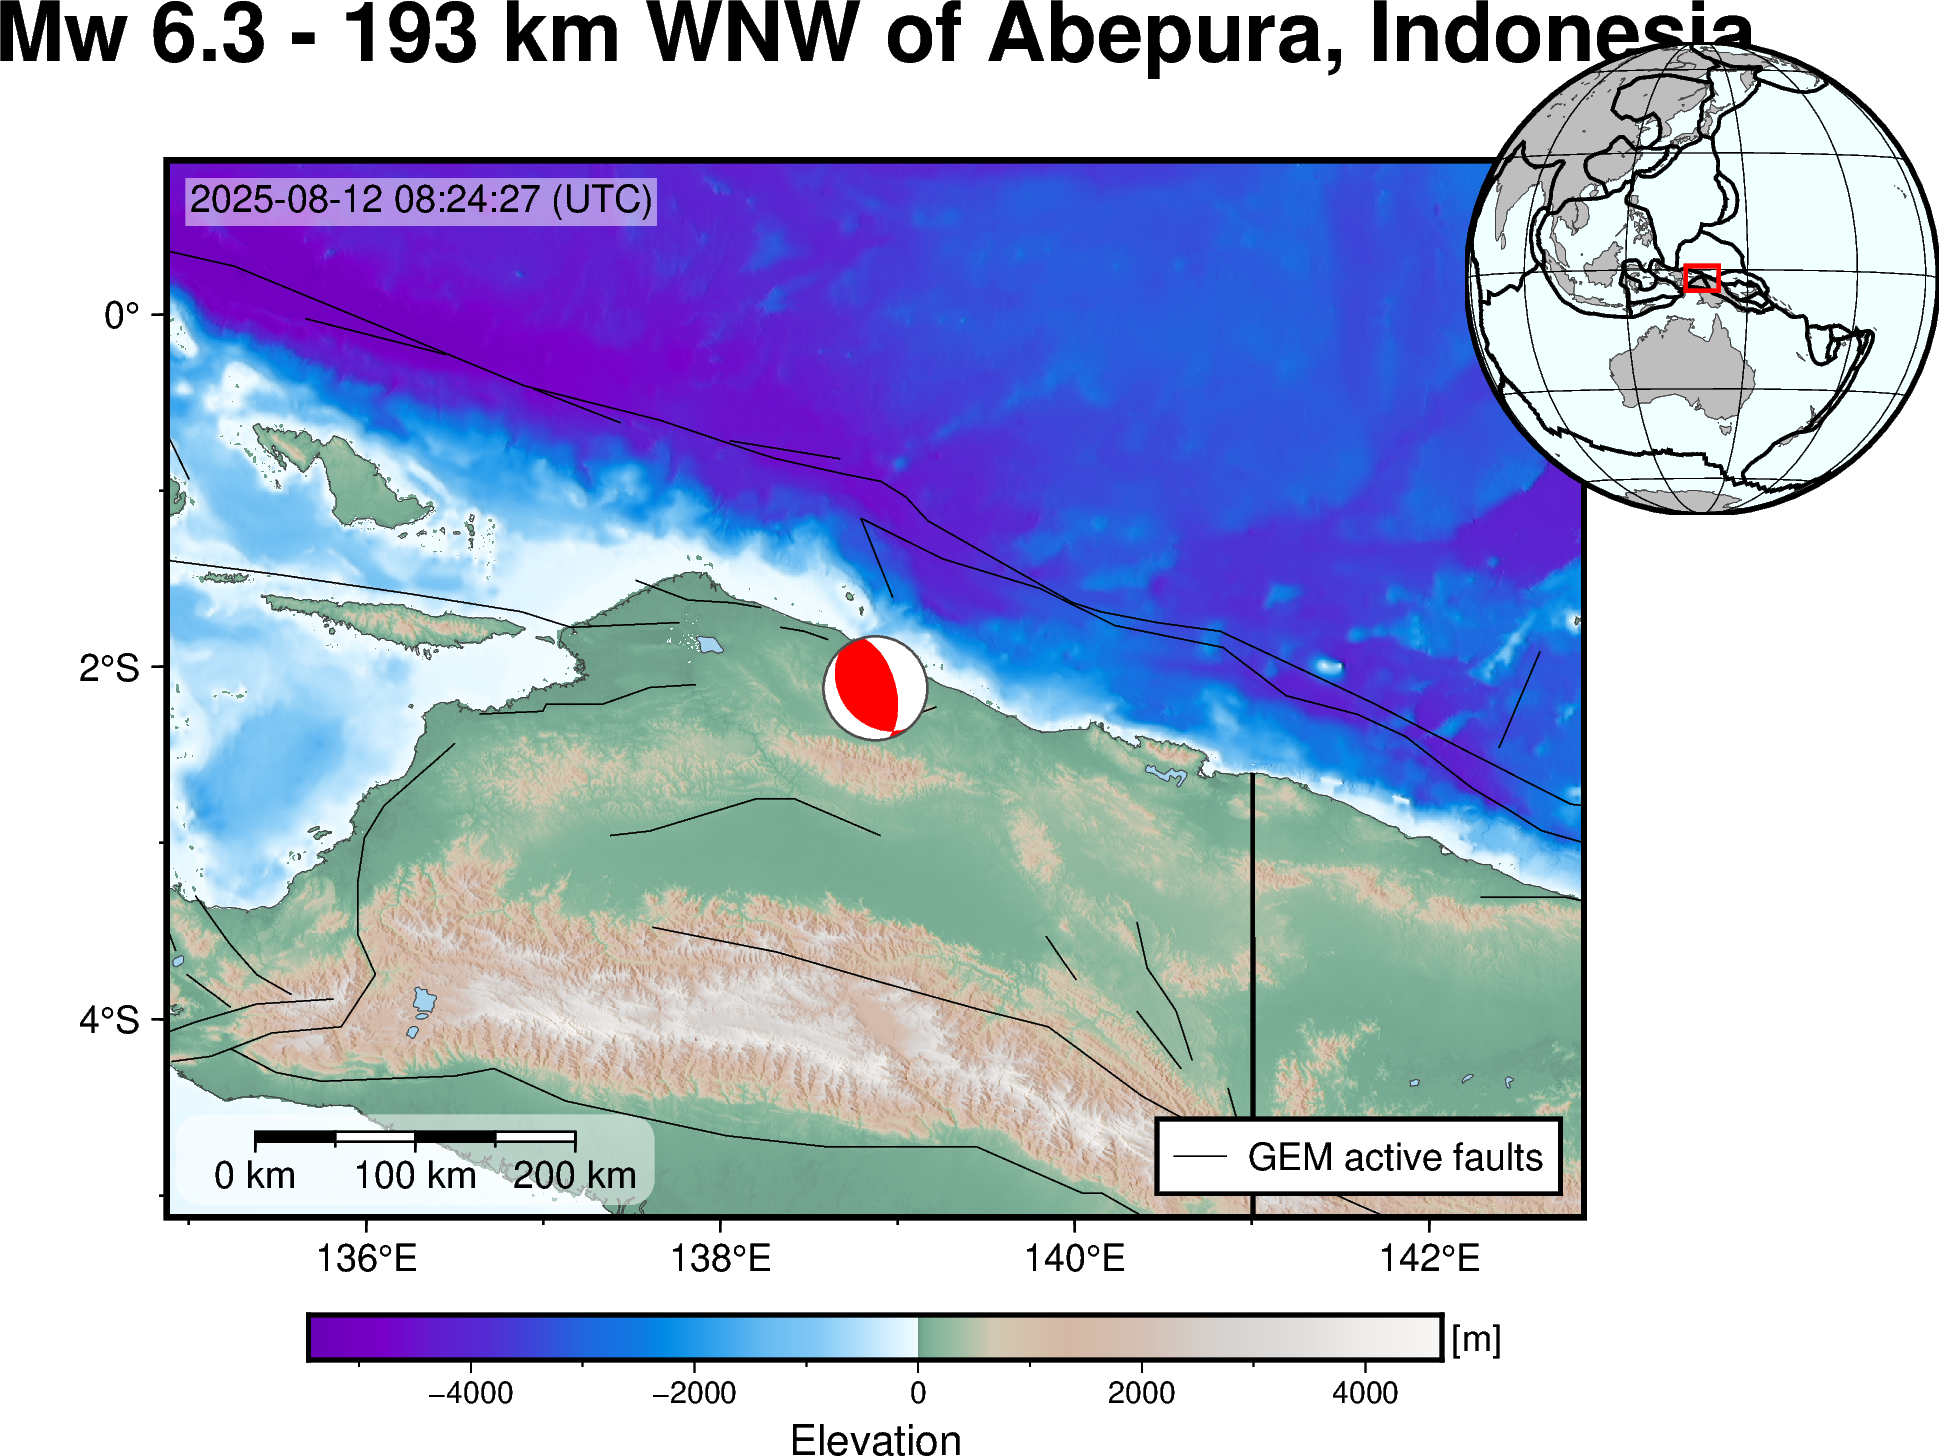 Mw 6.3 - 193 km WNW of Abepura, Indonesia
2025-08-12 08:24:27 (UTC)
0°
2°S
4°S
0 km 100 km 200 km
GEM active faults
136°E 138°E 140°E 142°E
[m]
−4000 −2000 0 2000 4000
Elevation